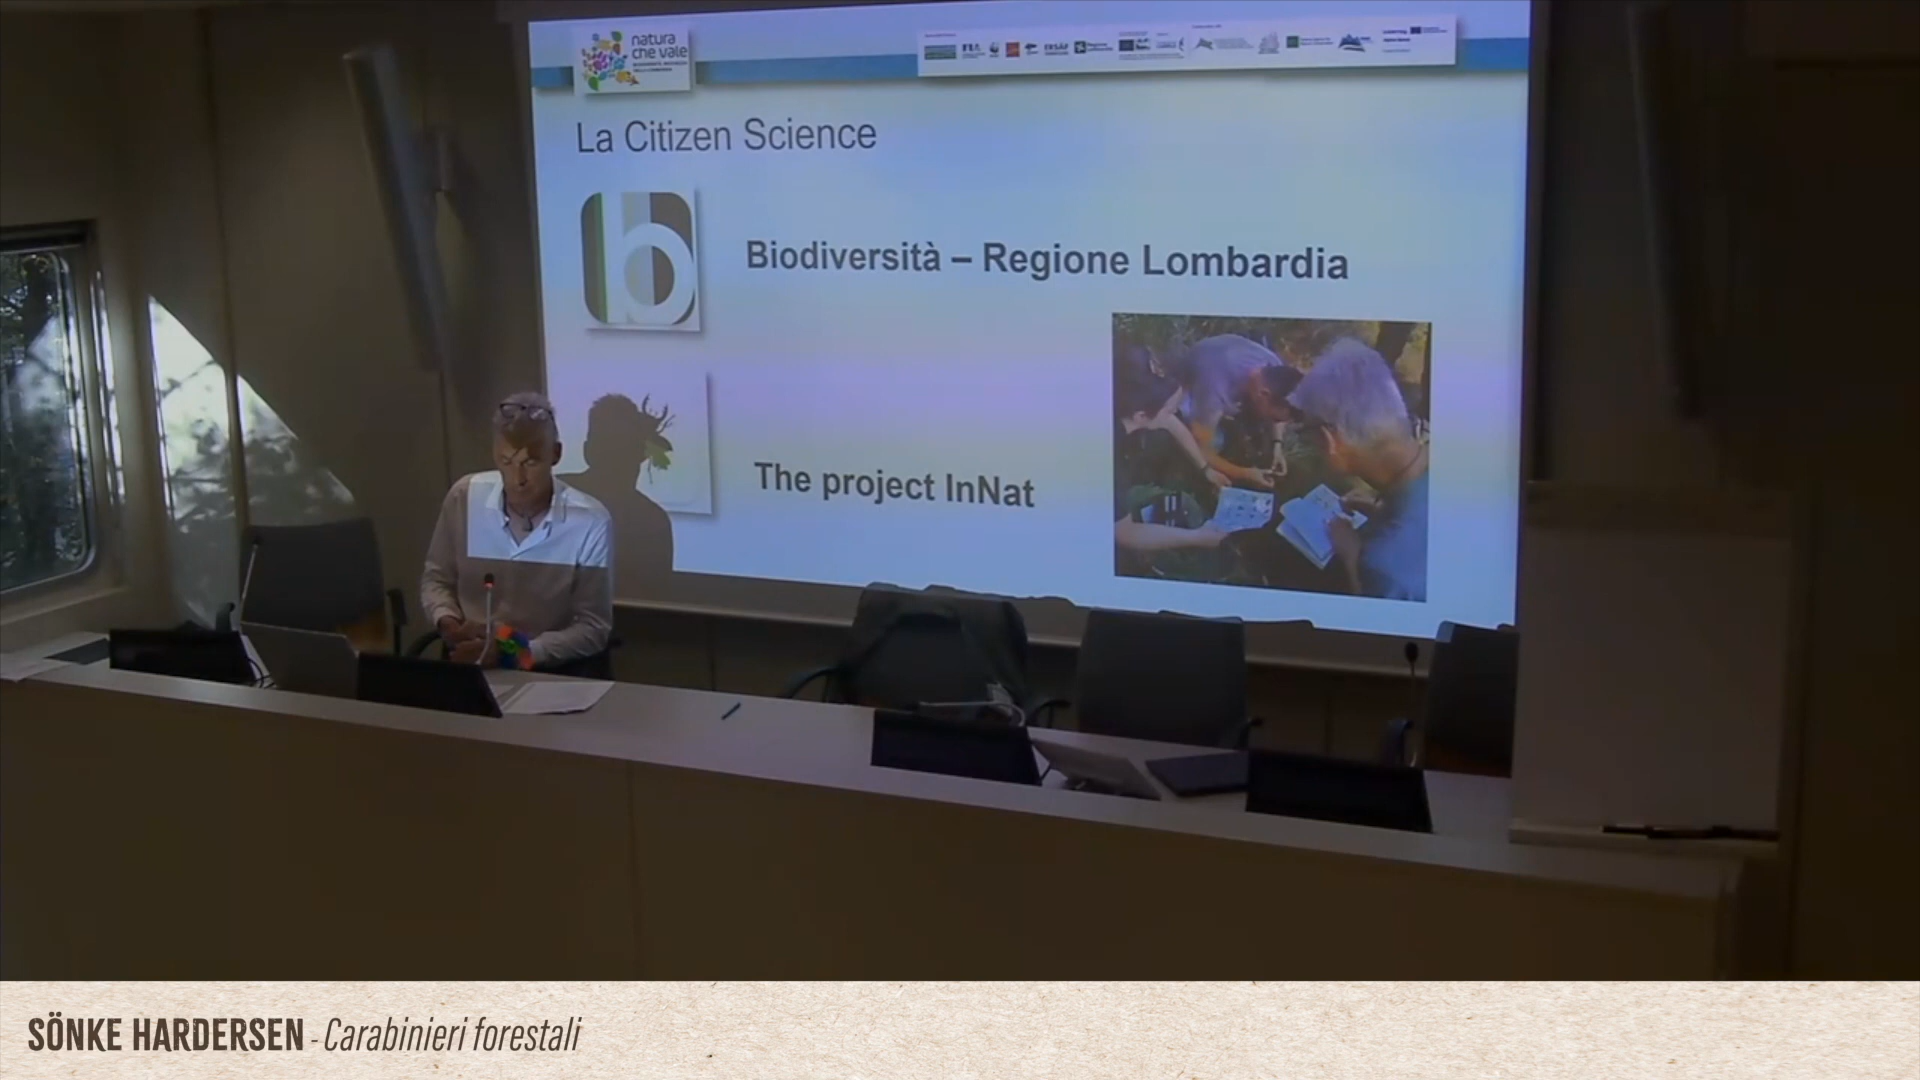 natura
che vale
La Citizen Science
b
Biodiversità – Regione Lombardia
The project InNat
SÖNKE HARDERSEN - Carabinieri forestali